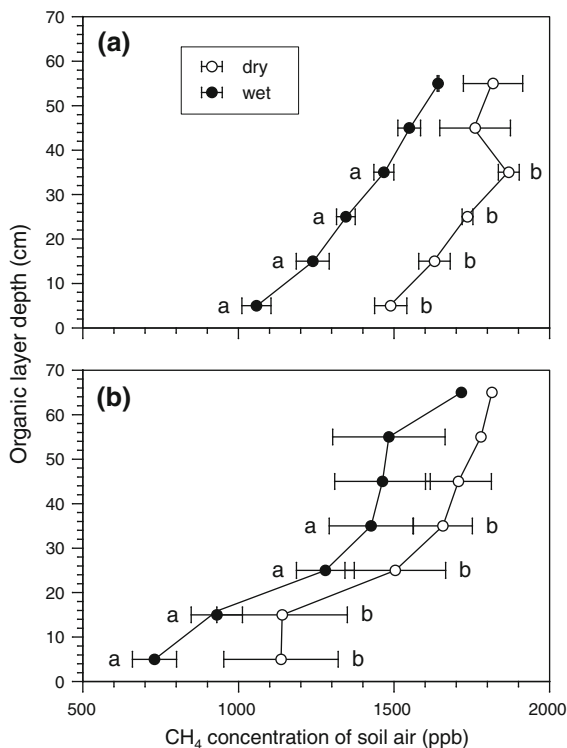 (a)
dry
wet
70
60
50
40
30
20
10
0
a b
a b
a b
a b
Organic layer depth (cm)
(b)
70
60
50
40
30
20
10
0
a b
a b
a b
a b
500 1000 1500 2000
CH₄ concentration of soil air (ppb)